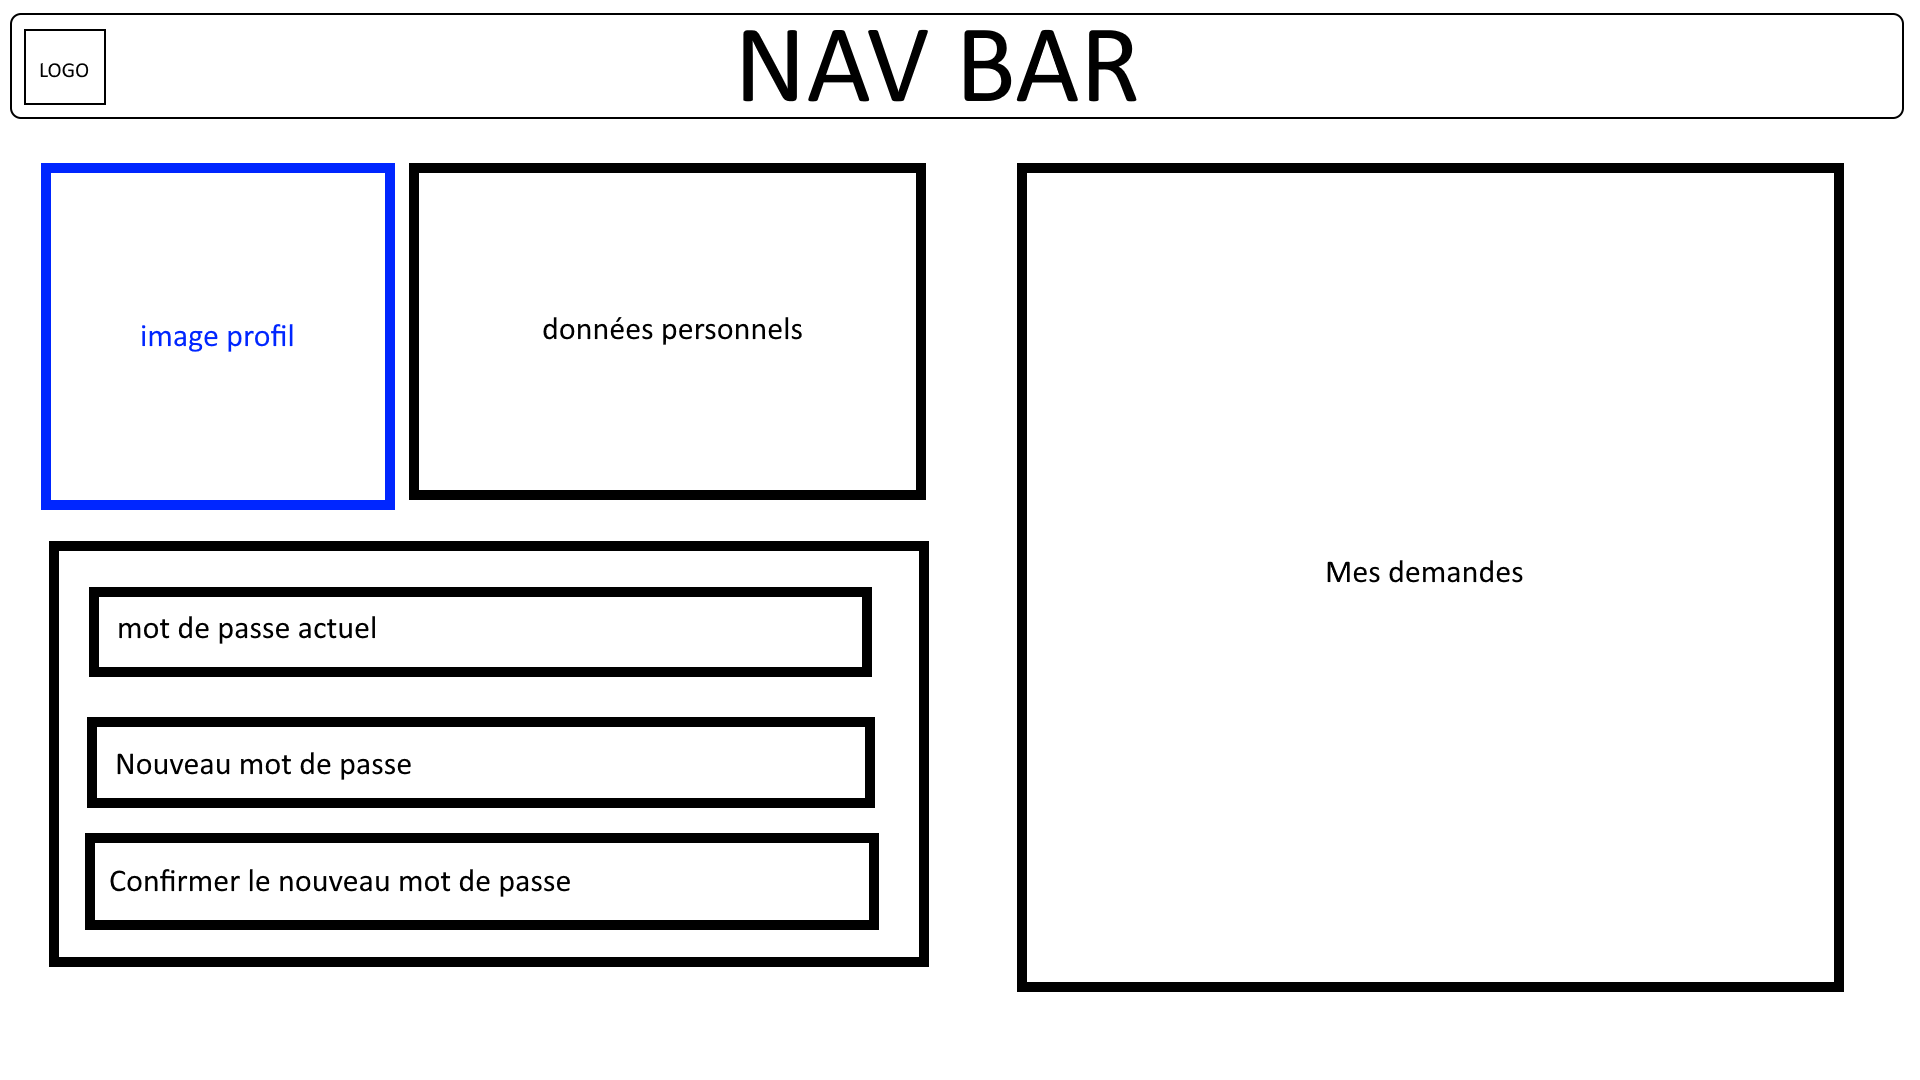 LOGO
NAV BAR
image profil
données personnels
Mes demandes
mot de passe actuel
Nouveau mot de passe
Confirmer le nouveau mot de passe